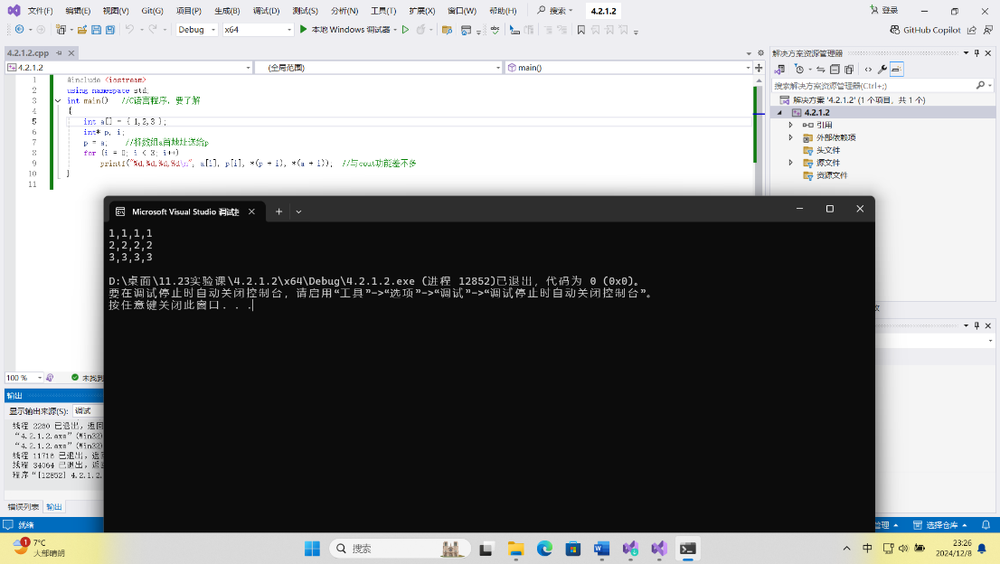 文件(F) 编辑(E) 视图(V) Git(G) 项目(P) 生成(B) 调试(D) 测试(S) 分析(N) 工具(T) 扩展(X) 窗口(W) 帮助(H) 搜索 4.2.1.2 登录
Debug x64 本地 Windows 调试器 GitHub Copilot
4.2.1.2.cpp
4.2.1.2 (全局范围) main()
1 #include <iostream>
2 using namespace std;
3 int main() //C语言程序，要了解
4 {
5 int a[] = { 1,2,3 };
6 int* p, i;
7 p = a; //将数组a首地址送给p
8 for (i = 0; i < 3; i++)
9 printf("%d,%d,%d,%d\n", a[i], p[i], *(p + i), *(a + i)); //与cout功能差不多
10 }
11
解决方案资源管理器
搜索解决方案资源管理器(Ctrl+;)
解决方案 '4.2.1.2' (1 个项目，共 1 个)
4.2.1.2
引用
外部依赖项
头文件
源文件
资源文件
Microsoft Visual Studio 调试
1,1,1,1
2,2,2,2
3,3,3,3
D:\桌面\11.23实验课\4.2.1.2\x64\Debug\4.2.1.2.exe (进程 12852)已退出，代码为 0 (0x0)。
要在调试停止时自动关闭控制台，请启用“工具”->“选项”->“调试”->“调试停止时自动关闭控制台”。
按任意键关闭此窗口. . .
100 % 未找到
输出
显示输出来源(S): 调试
线程 2260 已退出，返回
“4.2.1.2.exe”(Win32)
“4.2.1.2.exe”(Win32)
线程 11716 已退出，返回
线程 34064 已退出，返回
程序“[12852] 4.2.1.2.
错误列表 输出
就绪 管理 选择仓库
1
7°C
大部晴朗
搜索
中
23:26
2024/12/8